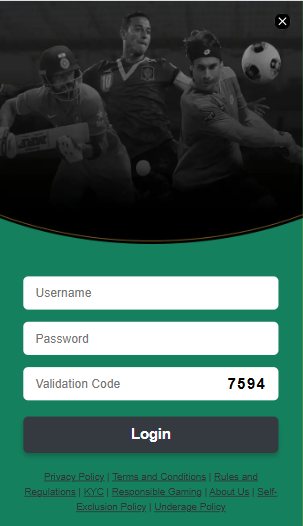 Username
Password
Validation Code 7594
Login
Privacy Policy | Terms and Conditions | Rules and
Regulations | KYC | Responsible Gaming | About Us | Self-
Exclusion Policy | Underage Policy